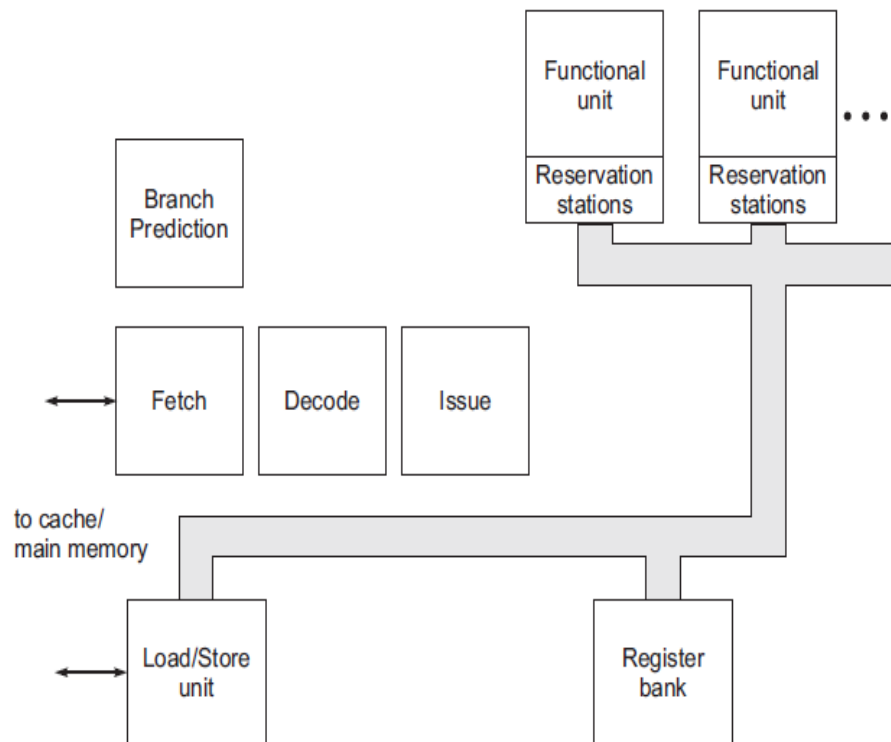 Functional
unit
Functional
unit
Reservation
stations
Reservation
stations
Branch
Prediction
Fetch
Decode
Issue
to cache/
main memory
Load/Store
unit
Register
bank